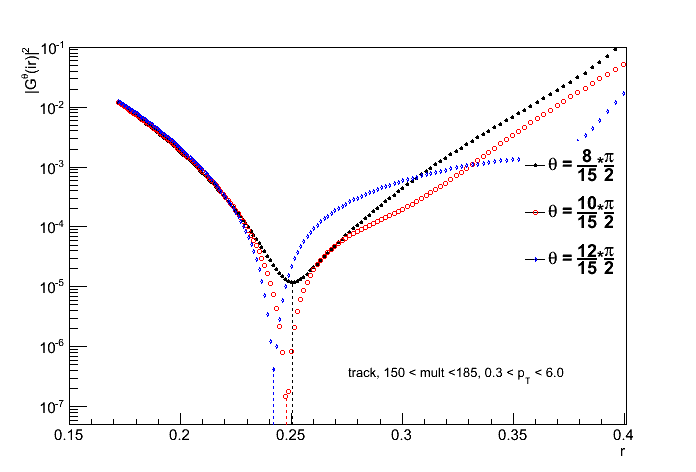 |G^θ(ir)|²
10⁻¹
10⁻²
10⁻³
10⁻⁴
10⁻⁵
10⁻⁶
10⁻⁷
θ = 8/15 * π/2
θ = 10/15 * π/2
θ = 12/15 * π/2
track, 150 < mult <185, 0.3 < p_T < 6.0
0.15 0.2 0.25 0.3 0.35 0.4
r